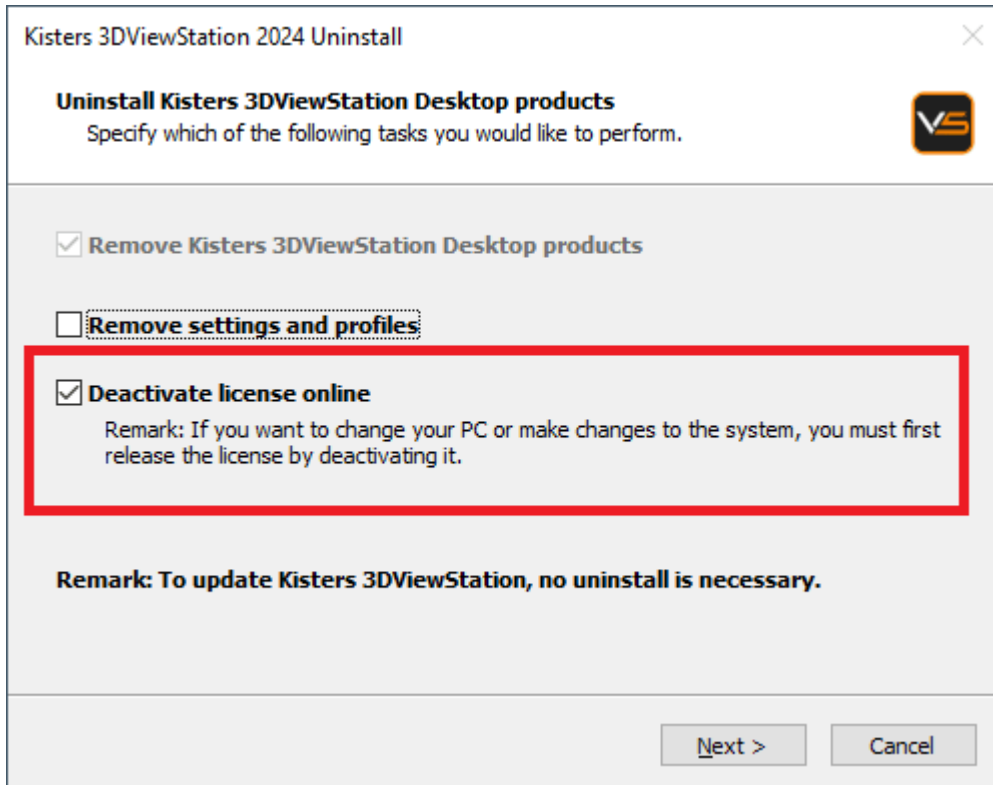 Kisters 3DViewStation 2024 Uninstall
Uninstall Kisters 3DViewStation Desktop products
Specify which of the following tasks you would like to perform.
VS
Remove Kisters 3DViewStation Desktop products
Remove settings and profiles
Deactivate license online
Remark: If you want to change your PC or make changes to the system, you must first
release the license by deactivating it.
Remark: To update Kisters 3DViewStation, no uninstall is necessary.
Next >
Cancel